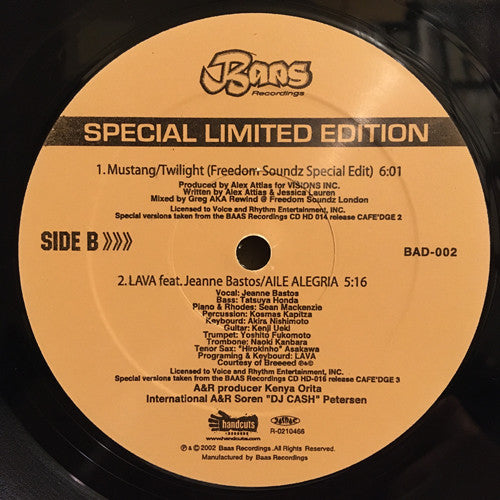 Baas
Recordings
SPECIAL LIMITED EDITION
1. Mustang/Twilight (Freedom Soundz Special Edit) 6:01
Produced by Alex Attias for VISIONS INC.
Written by Alex Attias & Jessica Lauren
Mixed by Greg AKA Rewind @ Freedom Soundz London
Licensed to Voice and Rhythm Entertainment, INC.
Special versions taken from the BAAS Recordings CD HD 014 release CAFE'DGE 2
SIDE B
BAD-002
2. LAVA feat. Jeanne Bastos/AILE ALEGRIA 5:16
Vocal: Jeanne Bastos
Bass: Tatsuya Honda
Piano & Rhodes: Sean Mackenzie
Percussion: Kosmas Kapitza
Keybourd: Akira Nishimoto
Guitar: Kenji Ueki
Trumpet: Yoshito Fukumoto
Trombone: Naoki Kanbara
Tenor Sax: "Hirokinho" Asakawa
Programing & Keybourd: LAVA
Courtesy of Breeeed ℗+©
Licensed to Voice and Rhythm Entertainment, INC.
Special versions taken from the BAAS Recordings CD HD-016 release CAFE'DGE 3
A&R producer Kenya Orita
International A&R Soren "DJ CASH" Petersen
handcuts
RECORDS
www.handcuts.com
R-0210466
℗ & © 2002 Baas Recordings .All Rights Reserved.
Manufactured by Baas Recordings